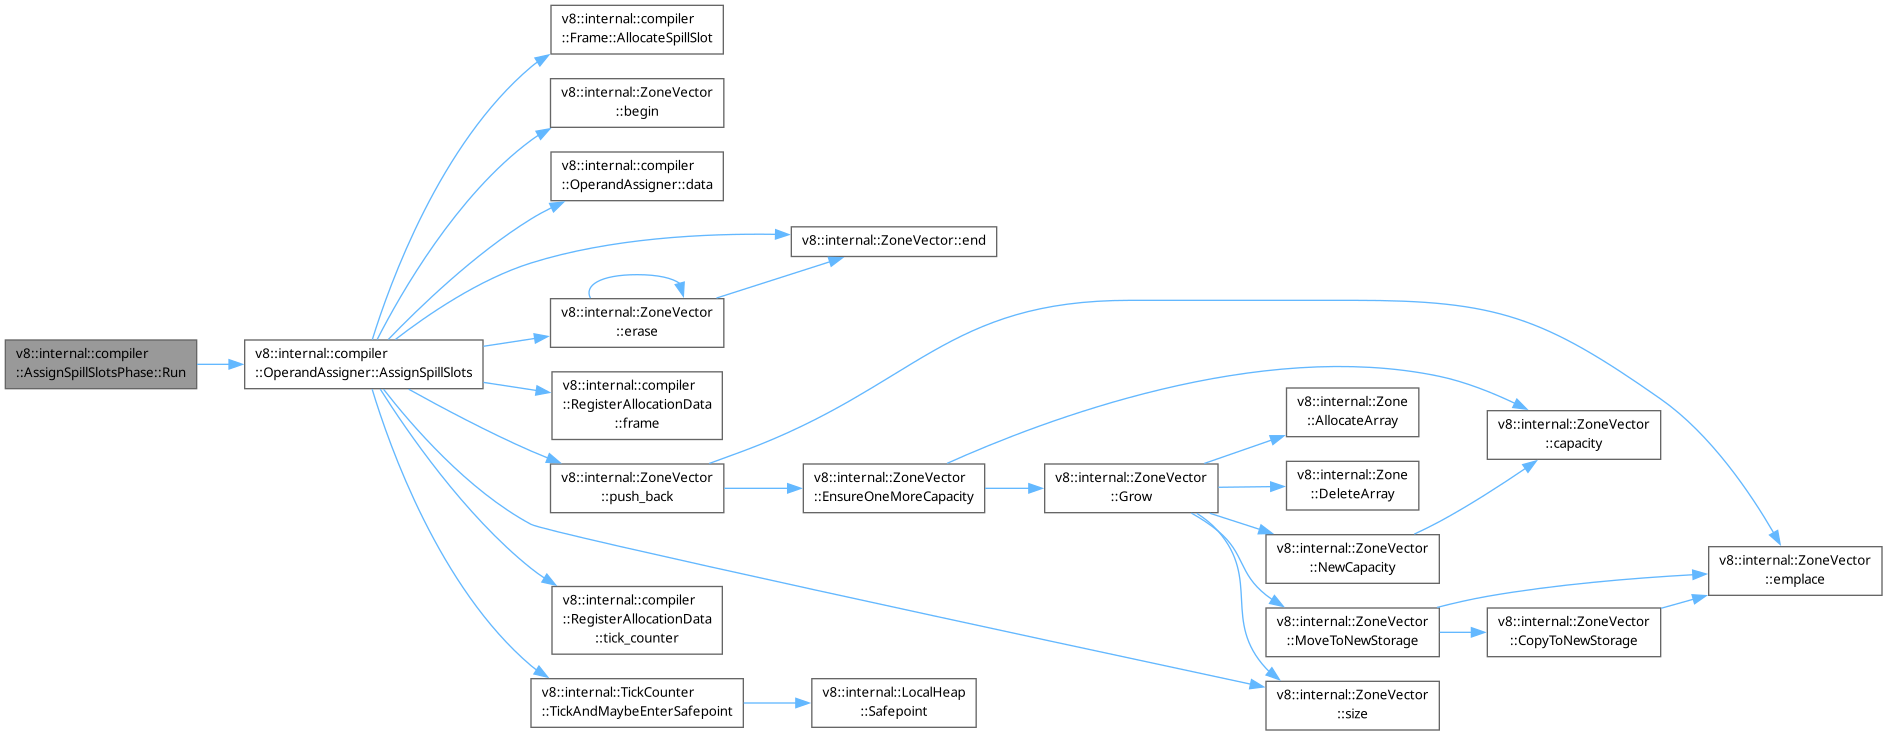 v8::internal::compiler
::AssignSpillSlotsPhase::Run
v8::internal::compiler
::OperandAssigner::AssignSpillSlots
v8::internal::compiler
::Frame::AllocateSpillSlot
v8::internal::ZoneVector
::begin
v8::internal::compiler
::OperandAssigner::data
v8::internal::ZoneVector::end
v8::internal::ZoneVector
::erase
v8::internal::compiler
::RegisterAllocationData
::frame
v8::internal::ZoneVector
::push_back
v8::internal::ZoneVector
::EnsureOneMoreCapacity
v8::internal::ZoneVector
::Grow
v8::internal::Zone
::AllocateArray
v8::internal::Zone
::DeleteArray
v8::internal::ZoneVector
::NewCapacity
v8::internal::ZoneVector
::capacity
v8::internal::ZoneVector
::MoveToNewStorage
v8::internal::ZoneVector
::CopyToNewStorage
v8::internal::ZoneVector
::emplace
v8::internal::ZoneVector
::size
v8::internal::compiler
::RegisterAllocationData
::tick_counter
v8::internal::TickCounter
::TickAndMaybeEnterSafepoint
v8::internal::LocalHeap
::Safepoint